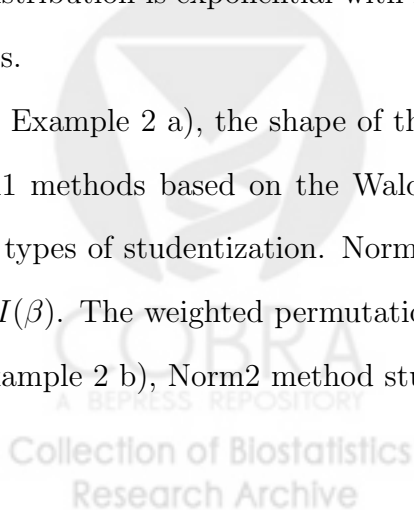 stribution is exponential with
s.
Example 2 a), the shape of th
1 methods based on the Wald
types of studentization. Norm
I(β). The weighted permutatio
ample 2 b), Norm2 method stu
COBRA
A BEPRESS REPOSITORY
Collection of Biostatistics
Research Archive